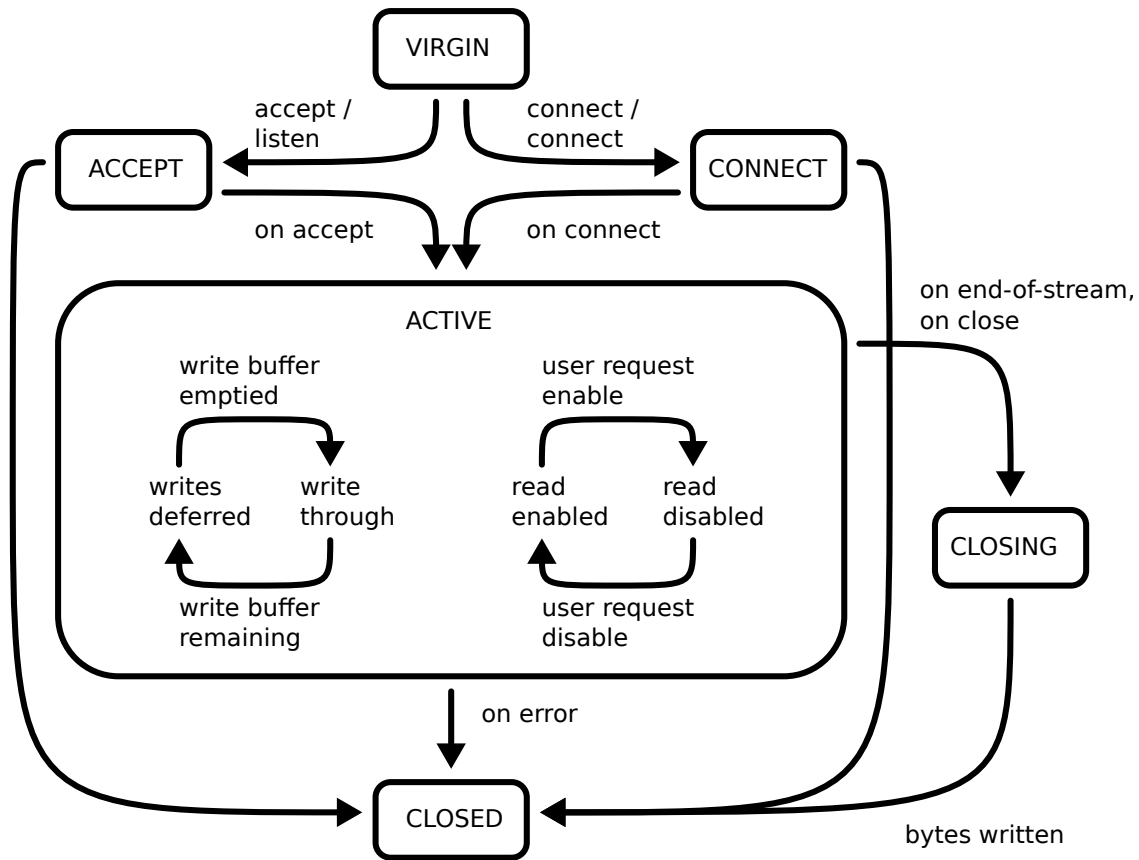 VIRGIN
accept /
listen
connect /
connect
ACCEPT
CONNECT
on accept
on connect
on end-of-stream,
on close
ACTIVE
write buffer
emptied
user request
enable
writes
deferred
write
through
read
enabled
read
disabled
CLOSING
write buffer
remaining
user request
disable
on error
CLOSED
bytes written